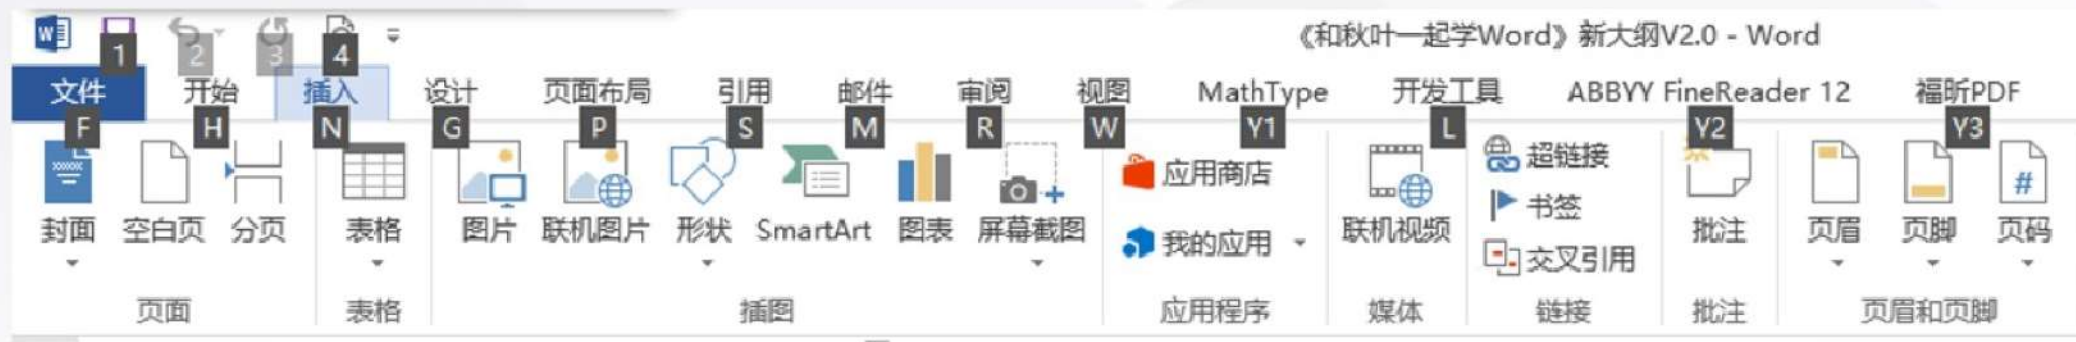 《和秋叶一起学Word》新大纲V2.0 - Word
1 2 3 4
文件 开始 插入 设计 页面布局 引用 邮件 审阅 视图 MathType 开发工具 ABBYY FineReader 12 福昕PDF
F H N G P S M R W Y1 L Y2 Y3
封面 空白页 分页 表格 图片 联机图片 形状 SmartArt 图表 屏幕截图
应用商店
我的应用
联机视频
超链接
书签
交叉引用
批注 页眉 页脚 页码
#
页面 表格 插图 应用程序 媒体 链接 批注 页眉和页脚